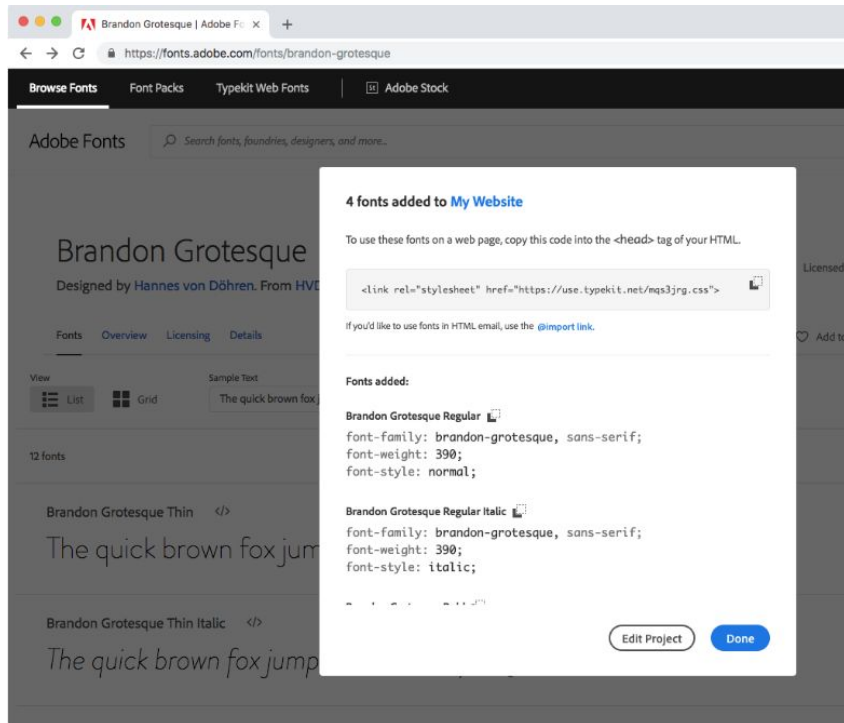 Brandon Grotesque | Adobe Fo
https://fonts.adobe.com/fonts/brandon-grotesque
Browse Fonts Font Packs Typekit Web Fonts St Adobe Stock
Adobe Fonts Search fonts, foundries, designers, and more...
4 fonts added to My Website
To use these fonts on a web page, copy this code into the <head> tag of your HTML.
<link rel="stylesheet" href="https://use.typekit.net/mqs3jrg.css">
If you'd like to use fonts in HTML email, use the @import link.
Fonts added:
Brandon Grotesque Regular
font-family: brandon-grotesque, sans-serif;
font-weight: 390;
font-style: normal;
Brandon Grotesque Regular Italic
font-family: brandon-grotesque, sans-serif;
font-weight: 390;
font-style: italic;
Edit Project Done
Brandon Grotesque
Licensed
Designed by Hannes von Döhren. From HVD
Fonts Overview Licensing Details
Add to
View Sample Text
List Grid The quick brown fox j
12 fonts
Brandon Grotesque Thin </>
The quick brown fox jum
Brandon Grotesque Thin Italic </>
The quick brown fox jump